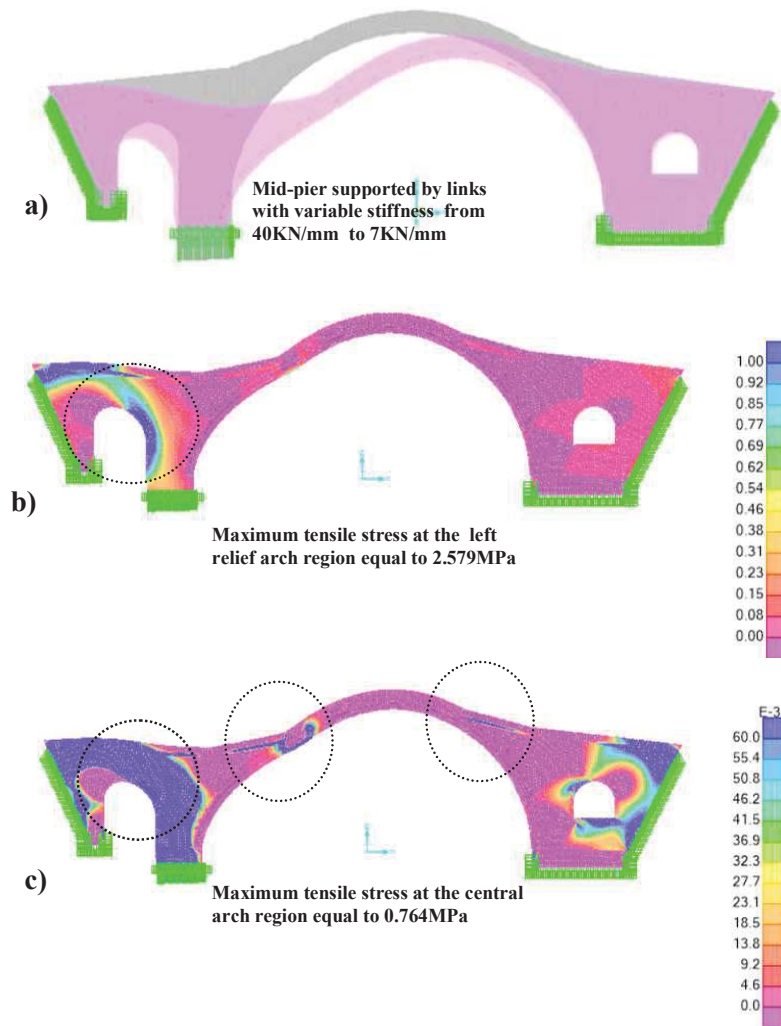 a)
Mid-pier supported by links
with variable stiffness from
40KN/mm to 7KN/mm
b)
Maximum tensile stress at the left
relief arch region equal to 2.579MPa
1.00
0.92
0.85
0.77
0.69
0.62
0.54
0.46
0.38
0.31
0.23
0.15
0.08
0.00
c)
Maximum tensile stress at the central
arch region equal to 0.764MPa
E-3
60.0
55.4
50.8
46.2
41.5
36.9
32.3
27.7
23.1
18.5
13.8
9.2
4.6
0.0